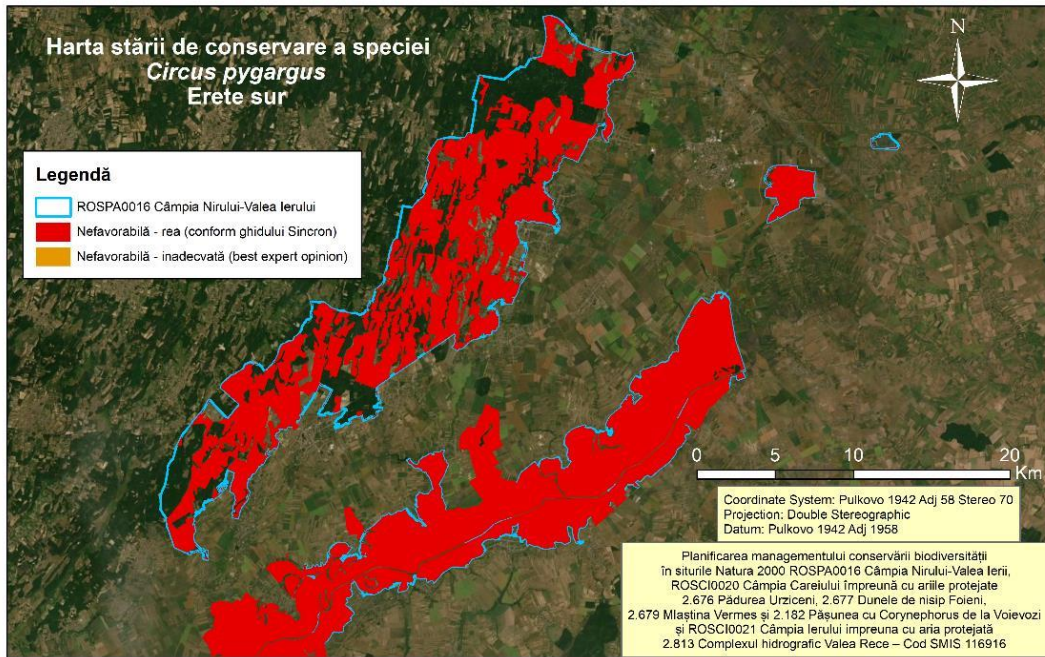 Harta stării de conservare a speciei
Circus pygargus
Erete sur
N
Legendă
ROSPA0016 Câmpia Nirului-Valea Ierului
Nefavorabilă - rea (conform ghidului Sincron)
Nefavorabilă - inadecvată (best expert opinion)
0 5 10 20
Km
Coordinate System: Pulkovo 1942 Adj 58 Stereo 70
Projection: Double Stereographic
Datum: Pulkovo 1942 Adj 1958
Planificarea managementului conservării biodiversității
în siturile Natura 2000 ROSPA0016 Câmpia Nirului-Valea Ierii,
ROSCI0020 Câmpia Careiului împreună cu ariile protejate
2.676 Pădurea Urziceni, 2.677 Dunele de nisip Foieni,
2.679 Mlaștina Vermes și 2.182 Pășunea cu Corynephorus de la Voievozi
și ROSCI0021 Câmpia Ierului impreuna cu aria protejată
2.813 Complexul hidrografic Valea Rece – Cod SMIS 116916